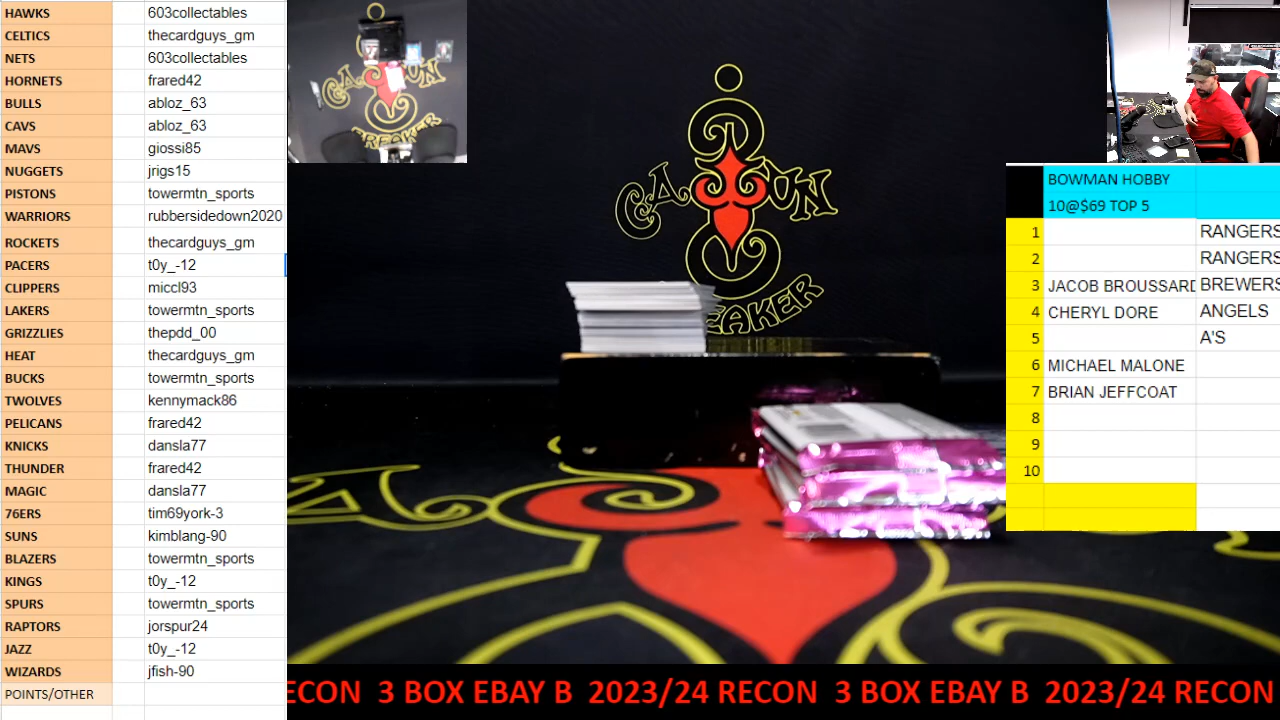 HAWKS 603collectables
CELTICS thecardguys_gm
NETS 603collectables
HORNETS frared42
BULLS abloz_63
CAVS abloz_63
MAVS giossi85
NUGGETS jrigs15
PISTONS towermtn_sports
WARRIORS rubbersidedown2020
ROCKETS thecardguys_gm
PACERS t0y_-12
CLIPPERS miccl93
LAKERS towermtn_sports
GRIZZLIES thepdd_00
HEAT thecardguys_gm
BUCKS towermtn_sports
TWOLVES kennymack86
PELICANS frared42
KNICKS dansla77
THUNDER frared42
MAGIC dansla77
76ERS tim69york-3
SUNS kimblang-90
BLAZERS towermtn_sports
KINGS t0y_-12
SPURS towermtn_sports
RAPTORS jorspur24
JAZZ t0y_-12
WIZARDS jfish-90
POINTS/OTHER
CAJUN
BREAKER
CAJUN
BREAKER
BOWMAN HOBBY
10@$69 TOP 5
1 RANGERS
2 RANGERS
3 JACOB BROUSSARD BREWERS
4 CHERYL DORE ANGELS
5 A'S
6 MICHAEL MALONE
7 BRIAN JEFFCOAT
8
9
10
ECON 3 BOX EBAY B 2023/24 RECON 3 BOX EBAY B 2023/24 RECON